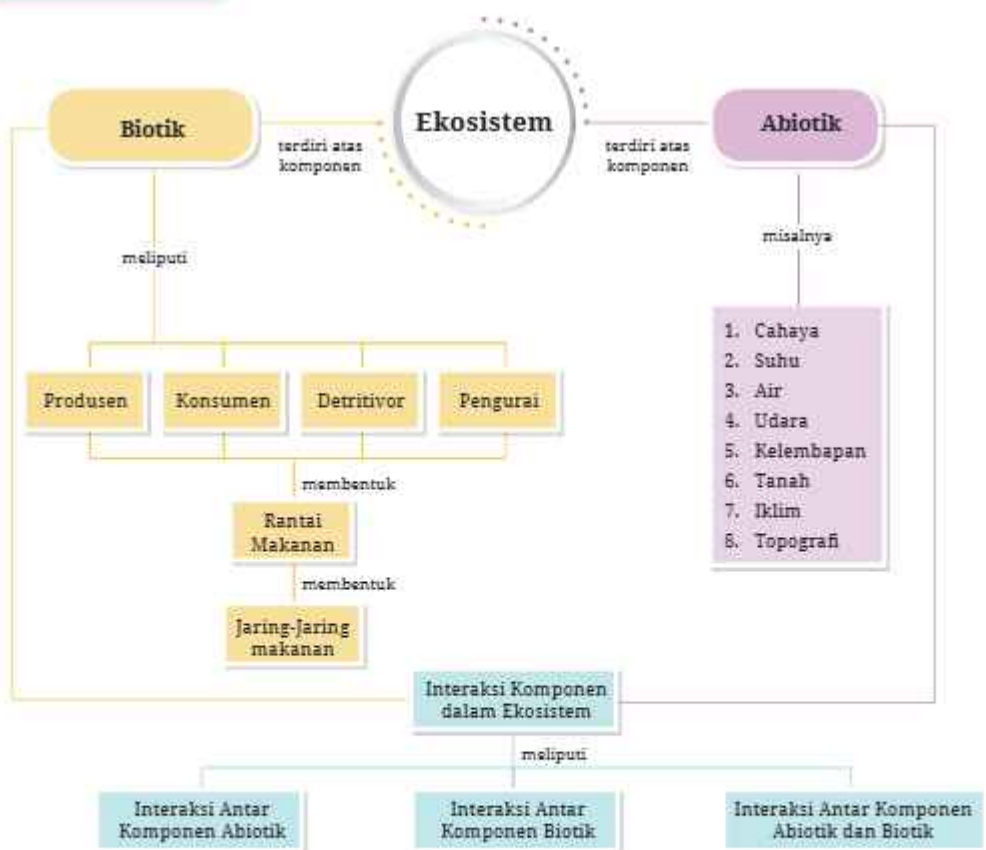 Ekosistem
Biotik
terdiri atas
komponen
terdiri atas
komponen
Abiotik
meliputi
misalnya
Produsen
Konsumen
Detritivor
Pengurai
1. Cahaya
2. Suhu
3. Air
4. Udara
5. Kelembapan
6. Tanah
7. Iklim
8. Topografi
membentuk
Rantai
Makanan
membentuk
Jaring-Jaring
makanan
Interaksi Komponen
dalam Ekosistem
meliputi
Interaksi Antar
Komponen Abiotik
Interaksi Antar
Komponen Biotik
Interaksi Antar Komponen
Abiotik dan Biotik